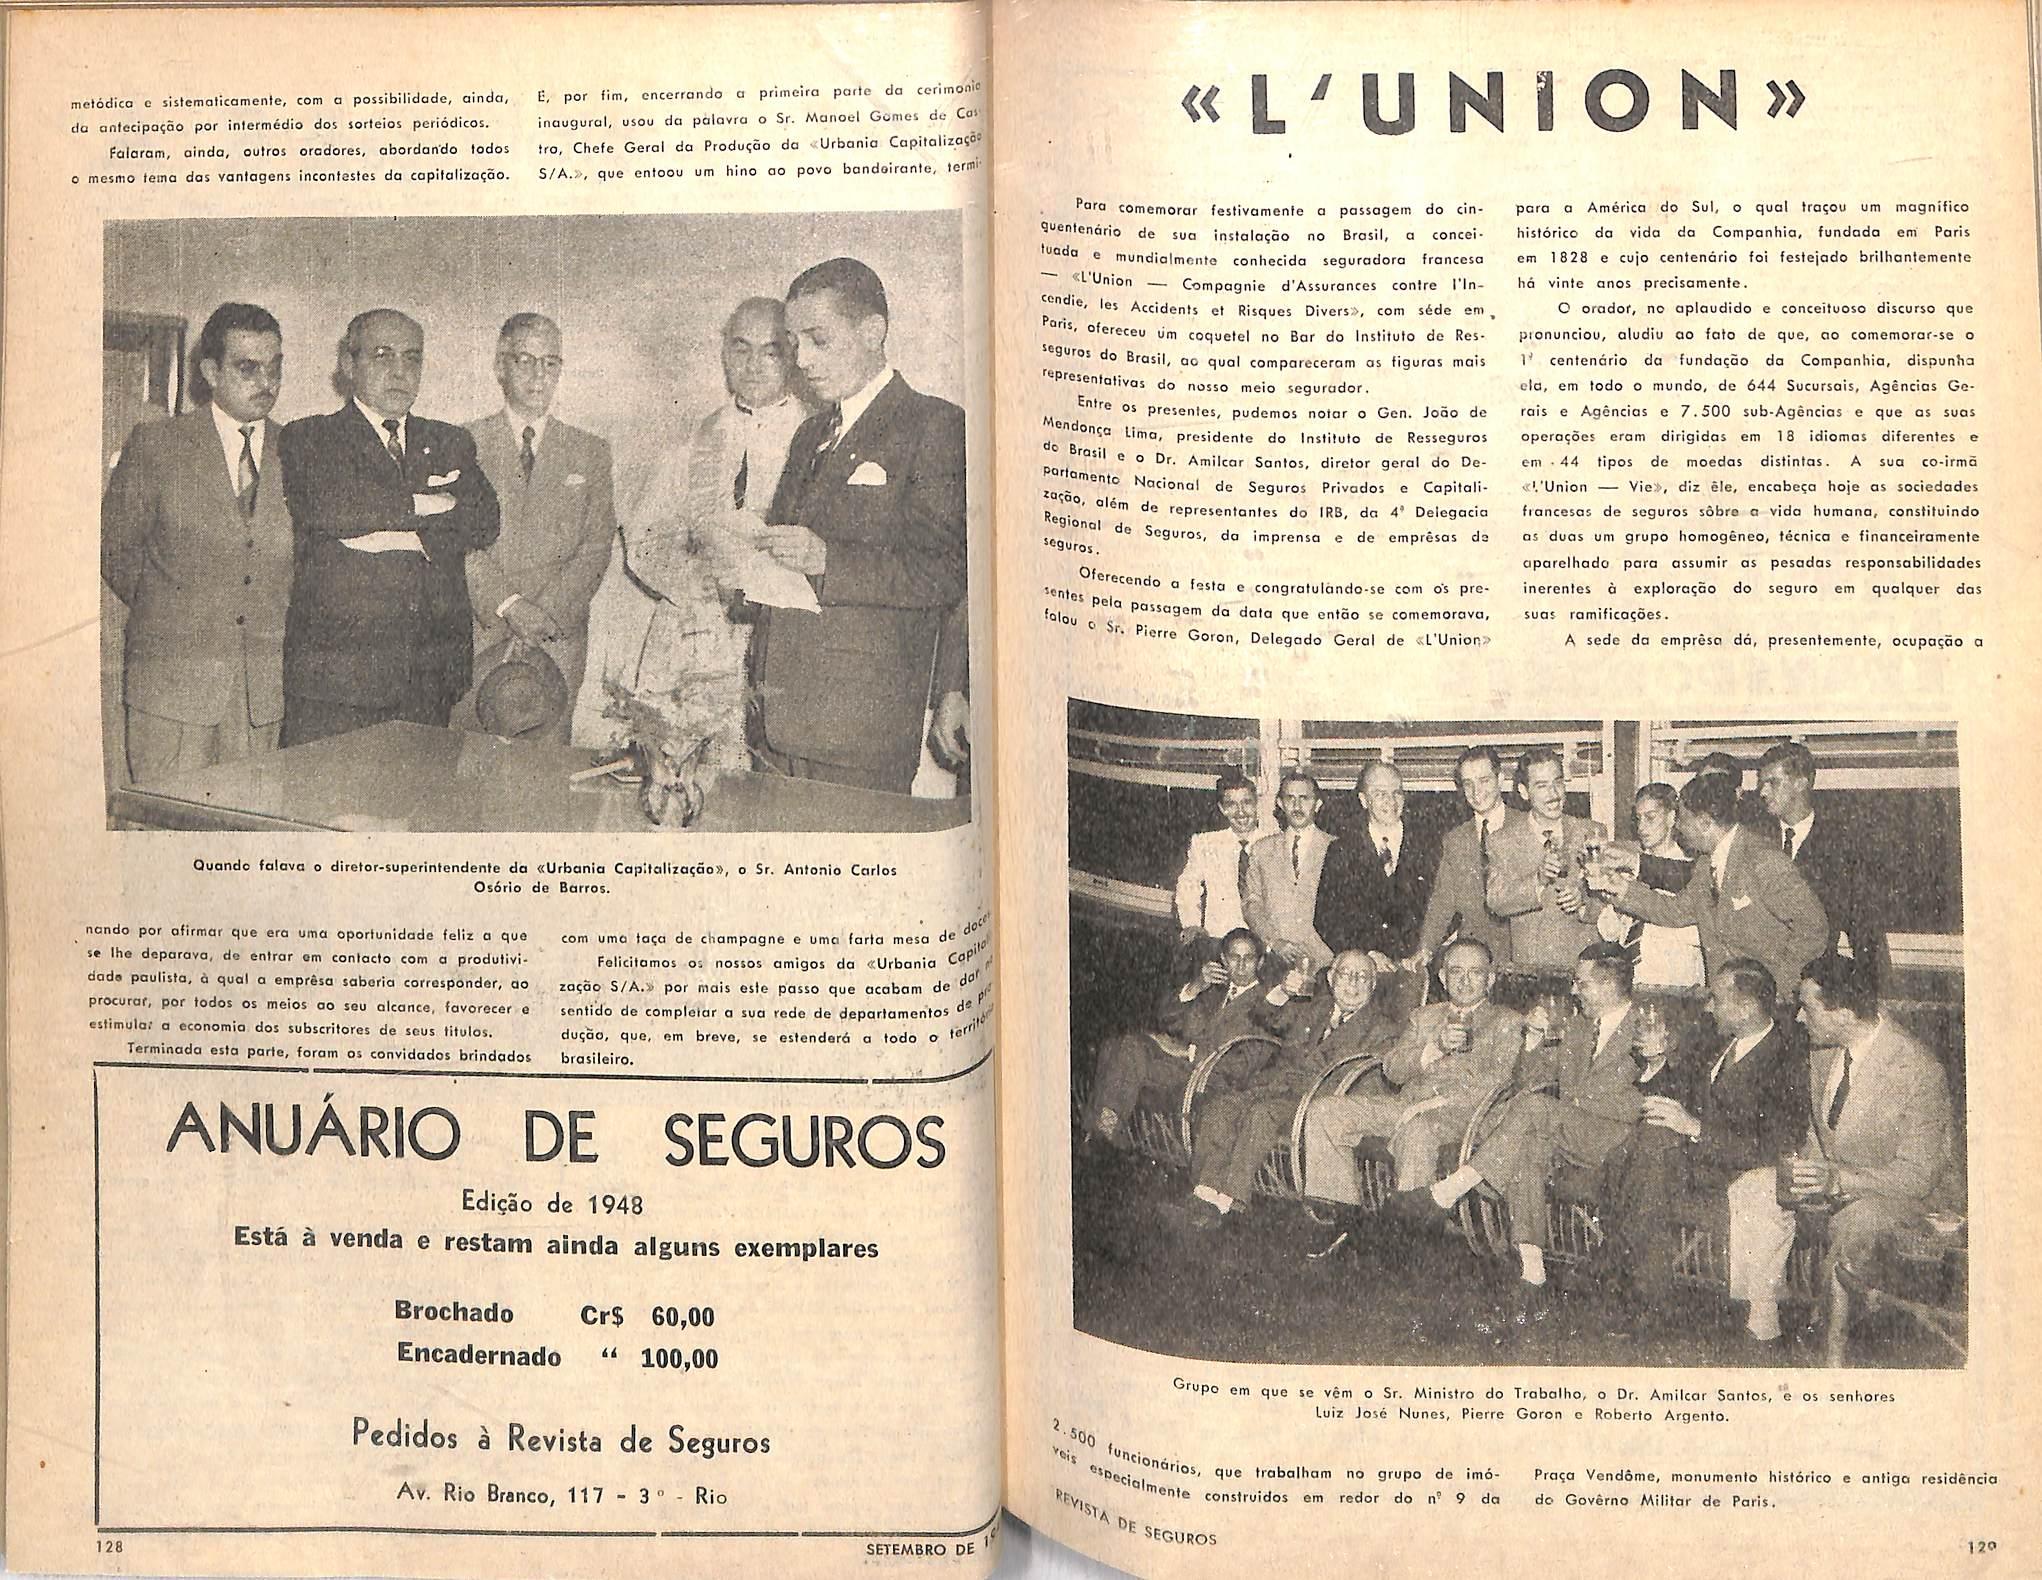 metódica e sistematicamente, com a possibilidade, ainda,
da antecipação por intermédio dos sorteios periódicos.
Falaram, ainda, outros oradores, abordando todos
o mesmo tema das vantagens incontestes da capitalização.
E, por fim, encerrando a primeira parte da cerimonia
inaugural, usou da palavra o Sr. Manoel Gomes de Cas-
tro, Chefe Geral da Produção da «Urbania Capitalização
S/A.», que entoou um hino ao povo bandeirante, termi-
Quando falava o diretor-superintendente da «Urbania Capitalização», o Sr. Antonio Carlos
Osório de Barros.
nando por afirmar que era uma oportunidade feliz a que
se lhe deparava, de entrar em contacto com a produtivi-
dade paulista, à qual a emprêsa saberia corresponder, ao
procurar, por todos os meios ao seu alcance, favorecer e
estimular a economia dos subscritores de seus titulos.
Terminada esta parte, foram os convidados brindados
com uma taça de champagne e uma farta mesa de doces
Felicitamos os nossos amigos da «Urbania Capitali
zação S/A.» por mais este passo que acabam de dar no
sentido de completar a sua rede de departamentos de pro
dução, que, em breve, se estenderá a todo o território
brasileiro.
ANUÁRIO DE SEGUROS
Edição de 1948
Está à venda e restam ainda alguns exemplares
Brochado Cr$ 60,00
Encadernado “ 100,00
Pedidos à Revista de Seguros
Av. Rio Branco, 117 - 3º - Rio
128
SETEMBRO DE
«L'UNION»
Para comemorar festivamente a passagem do cin-
quentenário de sua instalação no Brasil, a concei-
tuada e mundialmente conhecida seguradora francesa
— «L'Union — Compagnie d'Assurances contre l'In-
cendie, les Accidents et Risques Divers», com séde em
Paris, ofereceu um coquetel no Bar do Instituto de Res-
seguros do Brasil, ao qual compareceram as figuras mais
representativas do nosso meio segurador.
Entre os presentes, pudemos notar o Gen. João de
Mendonça Lima, presidente do Instituto de Resseguros
do Brasil e o Dr. Amilcar Santos, diretor geral do De-
partamento Nacional de Seguros Privados e Capitali-
zação, além de representantes do IRB, da 4ª Delegacia
Regional de Seguros, da imprensa e de emprêsas de
seguros.
Oferecendo a festa e congratulando-se com os pre-
sentes pela passagem da data que então se comemorava,
falou o Sr. Pierre Goron, Delegado Geral de «L'Union»
para a América do Sul, o qual traçou um magnífico
histórico da vida da Companhia, fundada em Paris
em 1828 e cujo centenário foi festejado brilhantemente
há vinte anos precisamente.
O orador, no aplaudido e conceituoso discurso que
pronunciou, aludiu ao fato de que, ao comemorar-se o
1º centenário da fundação da Companhia, dispunha
ela, em todo o mundo, de 644 Sucursais, Agências Ge-
rais e Agências e 7.500 sub-Agências e que as suas
operações eram dirigidas em 18 idiomas diferentes e
em 44 tipos de moedas distintas. A sua co-irmã
«L'Union — Vie», diz êle, encabeça hoje as sociedades
francesas de seguros sôbre a vida humana, constituindo
as duas um grupo homogêneo, técnica e financeiramente
aparelhado para assumir as pesadas responsabilidades
inerentes à exploração do seguro em qualquer das
suas ramificações.
A sede da emprêsa dá, presentemente, ocupação a
Grupo em que se vêm o Sr. Ministro do Trabalho, o Dr. Amilcar Santos, e os senhores
Luiz José Nunes, Pierre Goron e Roberto Argento.
2.500 funcionários, que trabalham no grupo de imó-
veis especialmente construidos em redor do nº 9 da
Praça Vendôme, monumento histórico e antiga residência
do Govêrno Militar de Paris.
REVISTA DE SEGUROS
129